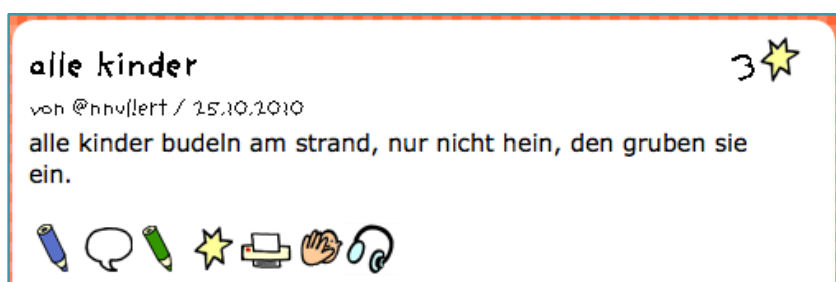 alle kinder
3
von @nnullert / 25.10.2010
alle kinder budeln am strand, nur nicht hein, den gruben sie
ein.